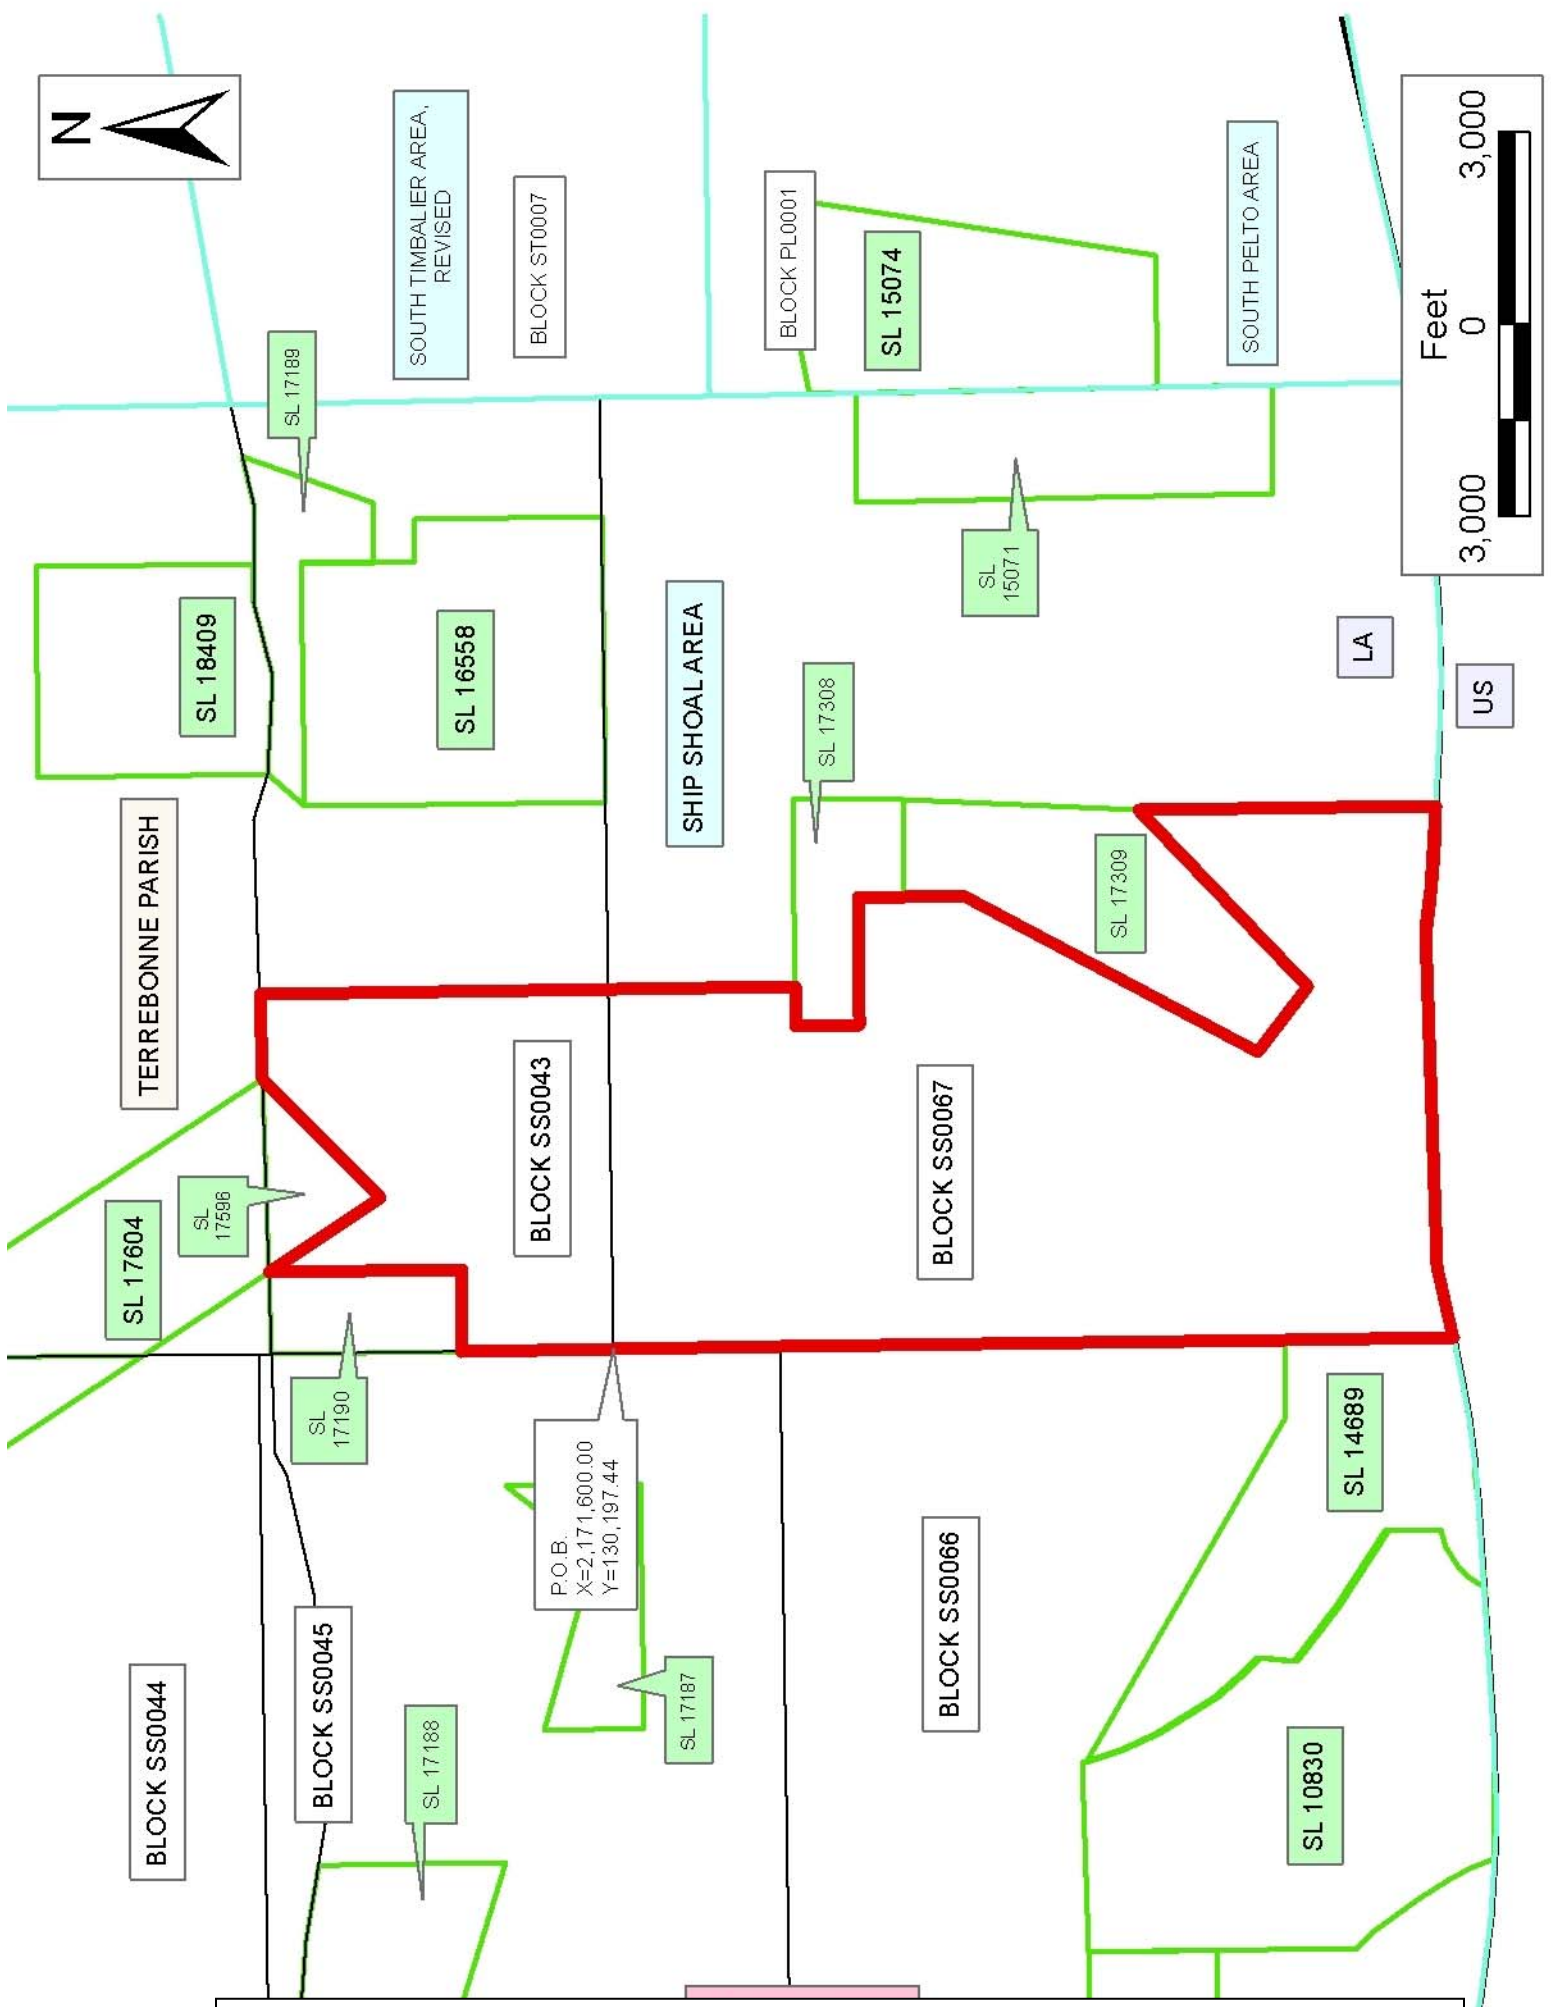 BLOCK SS0044
BLOCK SS0045
SL 17188
SL 17187
P.O.B.
X=2,171,600.00
Y=130,197.44
BLOCK SS0066
SL 10830
SL 14689
SL
17190
SL 17604
SL
17596
TERREBONNE PARISH
BLOCK SS0043
BLOCK SS0067
SL 17309
SL 17308
SHIP SHOAL AREA
SL 18409
SL 16558
SL 17189
SL
15071
LA
US
N
SOUTH TIMBALIER AREA,
REVISED
BLOCK ST0007
BLOCK PL0001
SL 15074
SOUTH PELTO AREA
Feet
3,000 0 3,000